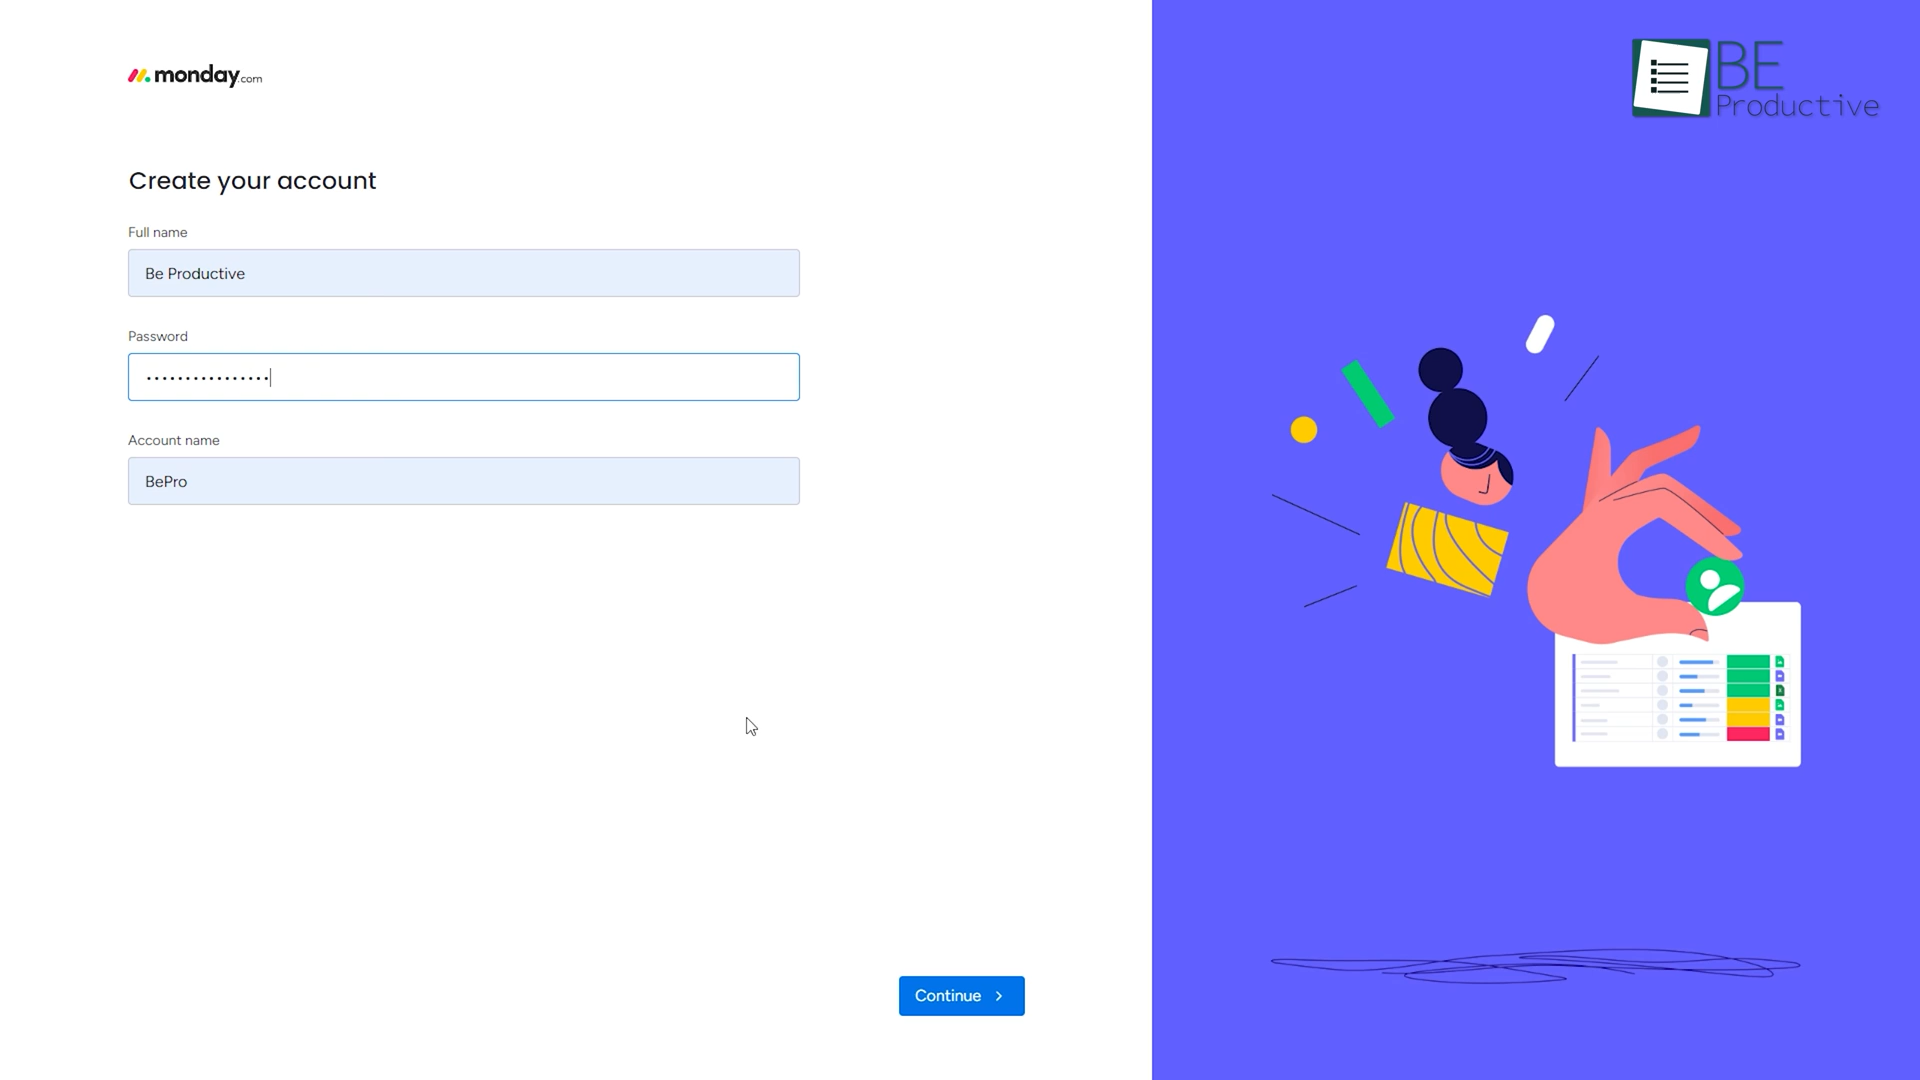 monday.com
BE
Productive
Create your account
Full name
Be Productive
Password
••••••••••••••••
Account name
BePro
Continue